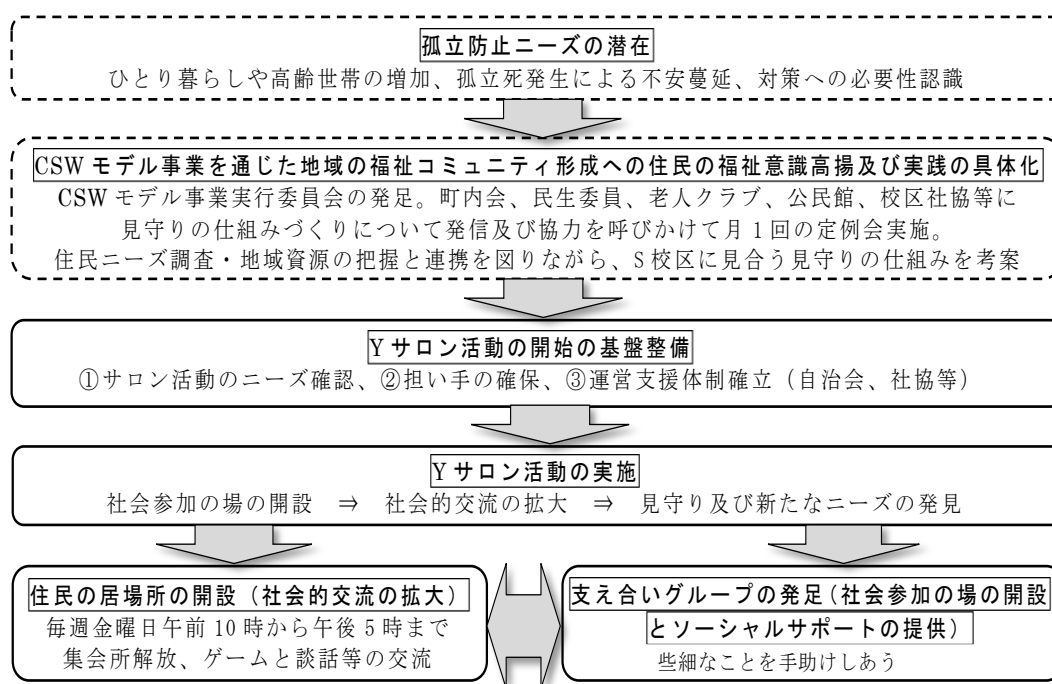 孤立防止ニーズの潜在
ひとり暮らしや高齢世帯の増加、孤立死発生による不安蔓延、対策への必要性認識
CSW モデル事業を通じた地域の福祉コミュニティ形成への住民の福祉意識高揚及び実践の具体化
CSW モデル事業実行委員会の発足。町内会、民生委員、老人クラブ、公民館、校区社協等に
見守りの仕組みづくりについて発信及び協力を呼びかけて月 1 回の定例会実施。
住民ニーズ調査・地域資源の把握と連携を図りながら、S 校区に見合う見守りの仕組みを考案
Y サロン活動の開始の基盤整備
①サロン活動のニーズ確認、②担い手の確保、③運営支援体制確立（自治会、社協等）
Y サロン活動の実施
社会参加の場の開設 ⇒ 社会的交流の拡大 ⇒ 見守り及び新たなニーズの発見
住民の居場所の開設（社会的交流の拡大）
毎週金曜日午前 10 時から午後 5 時まで
集会所解放、ゲームと談話等の交流
支え合いグループの発足（社会参加の場の開設
とソーシャルサポートの提供）
些細なことを手助けしあう